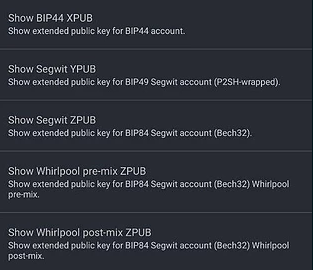 Show BIP44 XPUB
Show extended public key for BIP44 account.
Show Segwit YPUB
Show extended public key for BIP49 Segwit account (P2SH-wrapped).
Show Segwit ZPUB
Show extended public key for BIP84 Segwit account (Bech32).
Show Whirlpool pre-mix ZPUB
Show extended public key for BIP84 Segwit account (Bech32) Whirlpool
pre-mix.
Show Whirlpool post-mix ZPUB
Show extended public key for BIP84 Segwit account (Bech32) Whirlpool
post-mix.